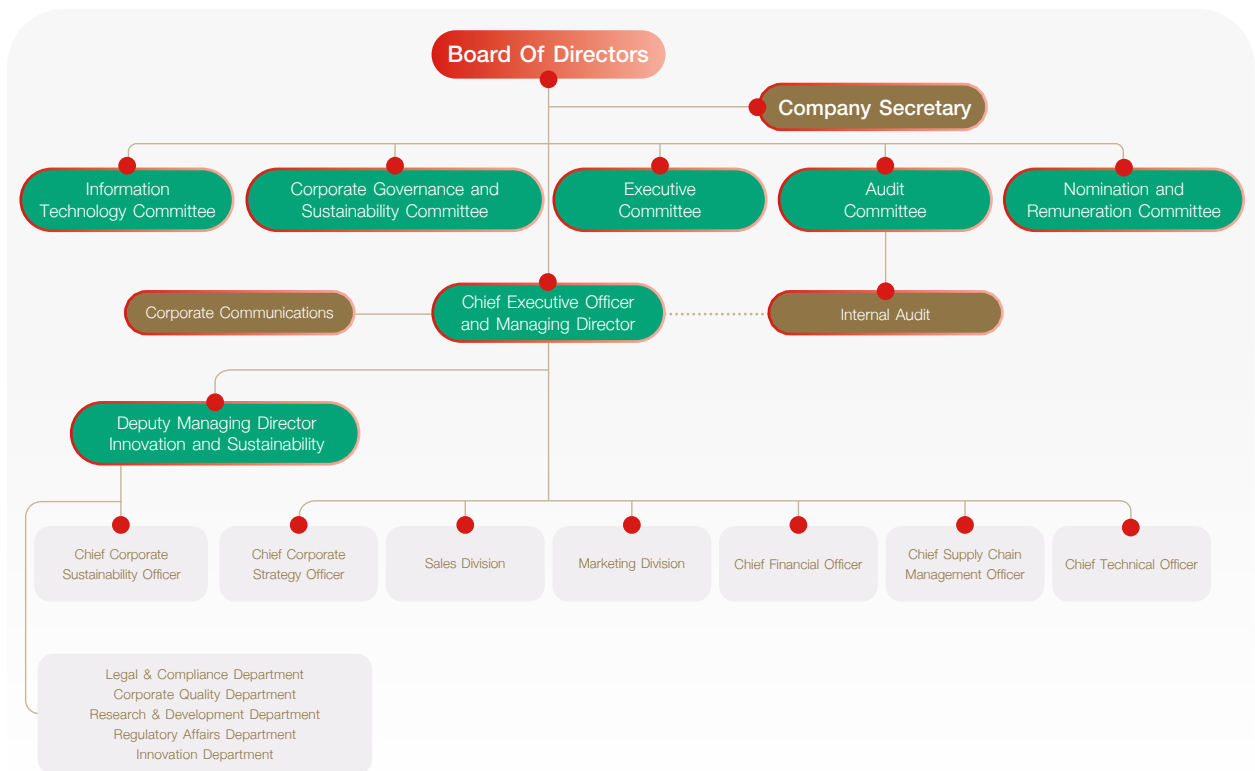 Board Of Directors
Company Secretary
Information
Technology Committee
Corporate Governance and
Sustainability Committee
Executive
Committee
Audit
Committee
Nomination and
Remuneration Committee
Corporate Communications
Chief Executive Officer
and Managing Director
Internal Audit
Deputy Managing Director
Innovation and Sustainability
Chief Corporate
Sustainability Officer
Chief Corporate
Strategy Officer
Sales Division
Marketing Division
Chief Financial Officer
Chief Supply Chain
Management Officer
Chief Technical Officer
Legal & Compliance Department
Corporate Quality Department
Research & Development Department
Regulatory Affairs Department
Innovation Department